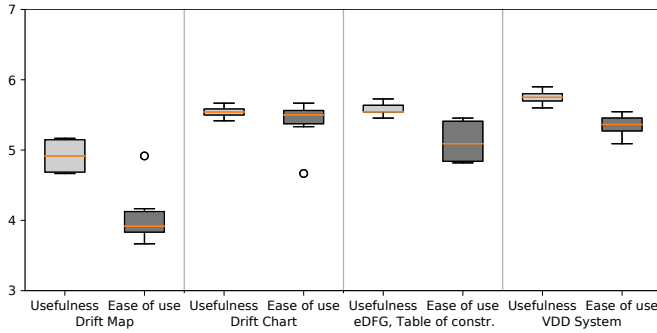 7
6
5
4
3
Usefulness Ease of use Usefulness Ease of use Usefulness Ease of use Usefulness Ease of use
Drift Map Drift Chart eDFG, Table of constr. VDD System